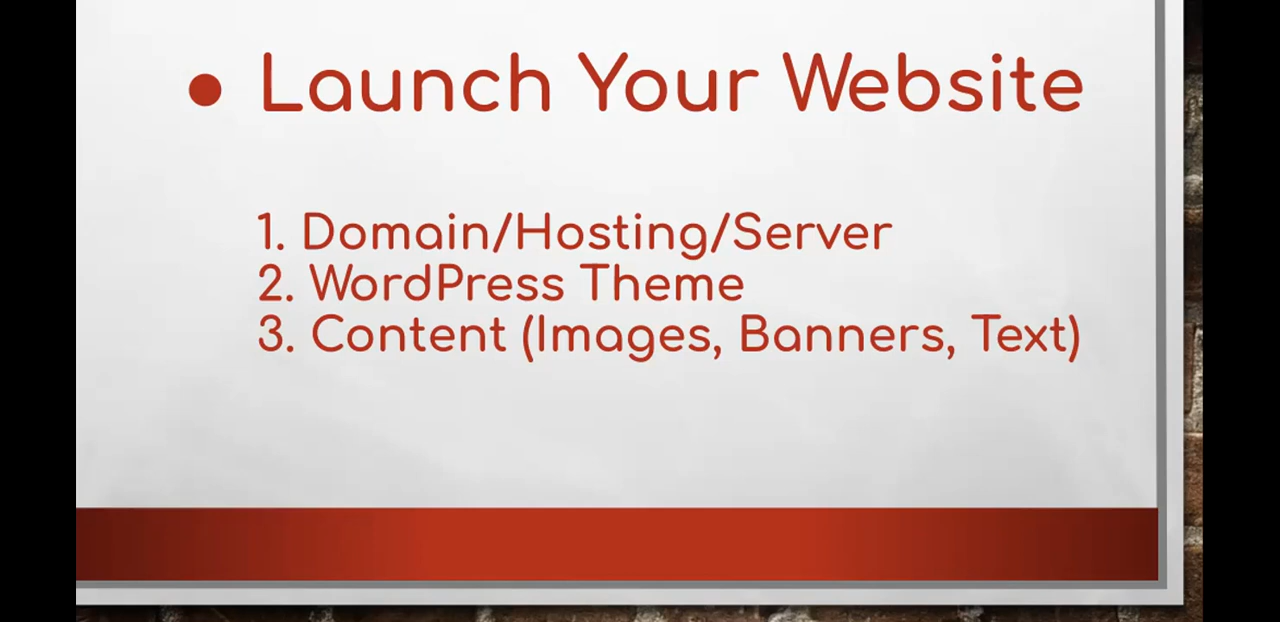 • Launch Your Website
1. Domain/Hosting/Server
2. WordPress Theme
3. Content (Images, Banners, Text)